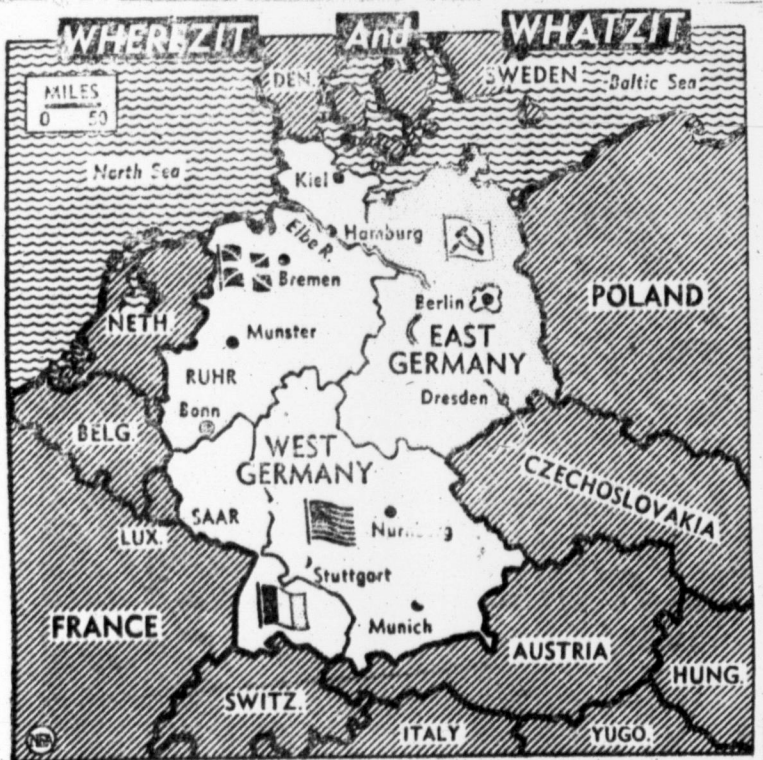 WHEREZIT And WHATZIT
MILES
0 50
DEN.
SWEDEN
Baltic Sea
North Sea
Kiel
Elbe R.
Hamburg
Bremen
Berlin
POLAND
NETH.
Munster
EAST
GERMANY
RUHR
Dresden
Bonn
BELG.
WEST
GERMANY
CZECHOSLOVAKIA
SAAR
LUX.
Stuttgart
FRANCE
Munich
AUSTRIA
HUNG.
SWITZ.
ITALY
YUGO.
NEA